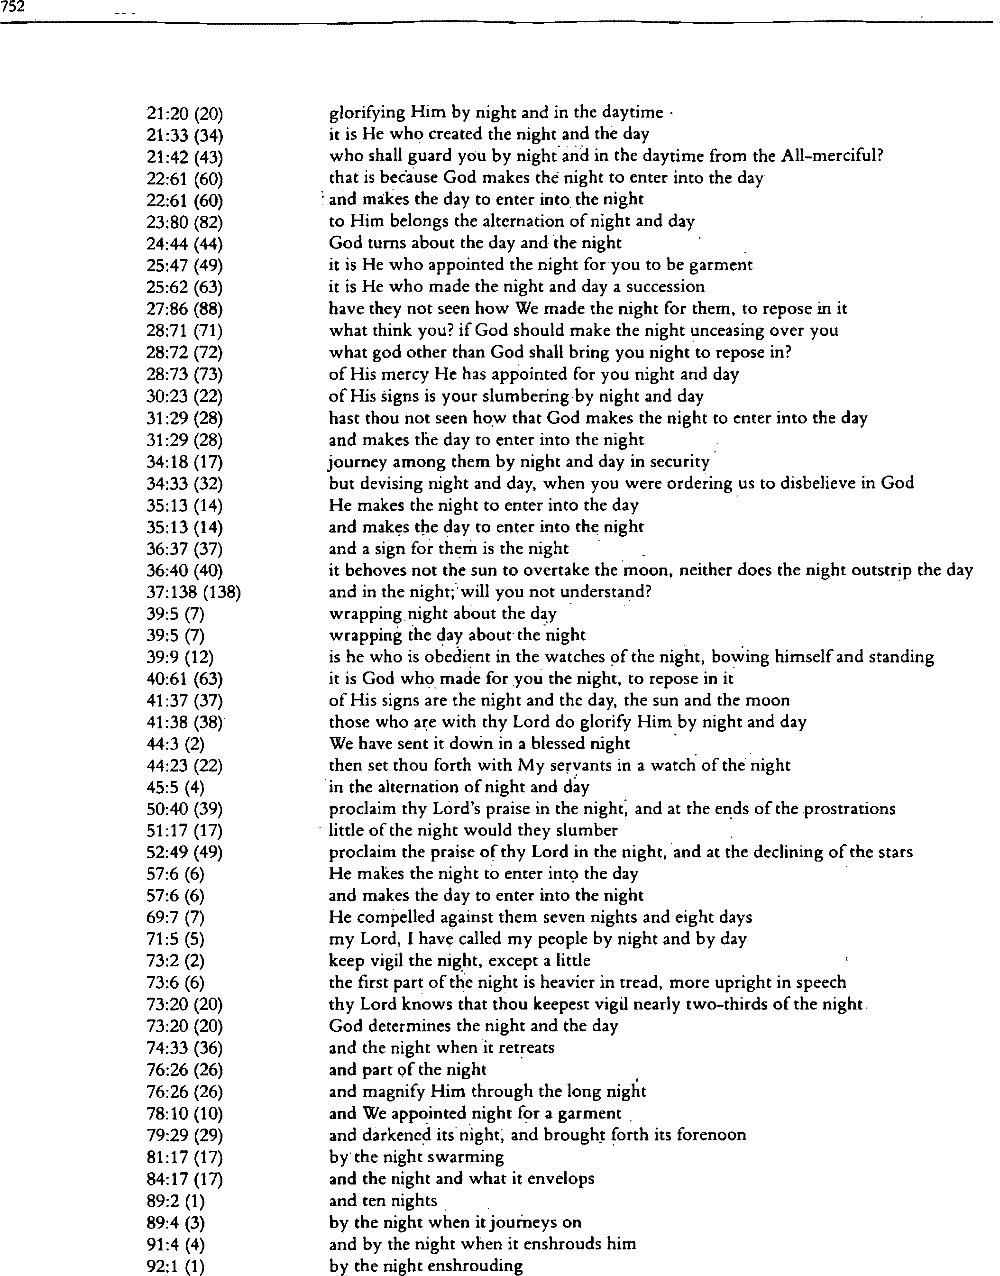 752
21:20 (20) glorifying Him by night and in the daytime
21:33 (34) it is He who created the night and the day
21:42 (43) who shall guard you by night and in the daytime from the All-merciful?
22:61 (60) that is because God makes the night to enter into the day
22:61 (60) and makes the day to enter into the night
23:80 (82) to Him belongs the alternation of night and day
24:44 (44) God turns about the day and the night
25:47 (49) it is He who appointed the night for you to be garment
25:62 (63) it is He who made the night and day a succession
27:86 (88) have they not seen how We made the night for them, to repose in it
28:71 (71) what think you? if God should make the night unceasing over you
28:72 (72) what god other than God shall bring you night to repose in?
28:73 (73) of His mercy He has appointed for you night and day
30:23 (22) of His signs is your slumbering by night and day
31:29 (28) hast thou not seen how that God makes the night to enter into the day
31:29 (28) and makes the day to enter into the night
34:18 (17) journey among them by night and day in security
34:33 (32) but devising night and day, when you were ordering us to disbelieve in God
35:13 (14) He makes the night to enter into the day
35:13 (14) and makes the day to enter into the night
36:37 (37) and a sign for them is the night
36:40 (40) it behoves not the sun to overtake the moon, neither does the night outstrip the day
37:138 (138) and in the night; will you not understand?
39:5 (7) wrapping night about the day
39:5 (7) wrapping the day about the night
39:9 (12) is he who is obedient in the watches of the night, bowing himself and standing
40:61 (63) it is God who made for you the night, to repose in it
41:37 (37) of His signs are the night and the day, the sun and the moon
41:38 (38) those who are with thy Lord do glorify Him by night and day
44:3 (2) We have sent it down in a blessed night
44:23 (22) then set thou forth with My servants in a watch of the night
45:5 (4) in the alternation of night and day
50:40 (39) proclaim thy Lord's praise in the night, and at the ends of the prostrations
51:17 (17) little of the night would they slumber
52:49 (49) proclaim the praise of thy Lord in the night, and at the declining of the stars
57:6 (6) He makes the night to enter into the day
57:6 (6) and makes the day to enter into the night
69:7 (7) He compelled against them seven nights and eight days
71:5 (5) my Lord, I have called my people by night and by day
73:2 (2) keep vigil the night, except a little
73:6 (6) the first part of the night is heavier in tread, more upright in speech
73:20 (20) thy Lord knows that thou keepest vigil nearly two-thirds of the night
73:20 (20) God determines the night and the day
74:33 (36) and the night when it retreats
76:26 (26) and part of the night
76:26 (26) and magnify Him through the long night
78:10 (10) and We appointed night for a garment
79:29 (29) and darkened its night, and brought forth its forenoon
81:17 (17) by the night swarming
84:17 (17) and the night and what it envelops
89:2 (1) and ten nights
89:4 (3) by the night when it journeys on
91:4 (4) and by the night when it enshrouds him
92:1 (1) by the night enshrouding